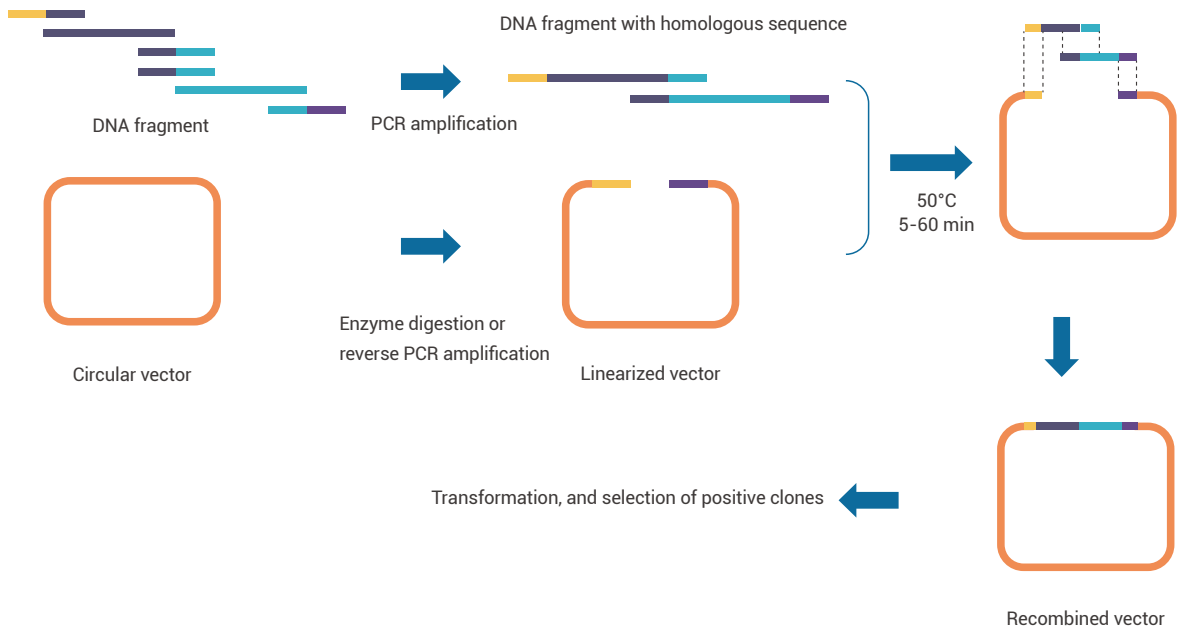 DNA fragment with homologous sequence
DNA fragment
PCR amplification
50°C
5-60 min
Enzyme digestion or
reverse PCR amplification
Circular vector
Linearized vector
Transformation, and selection of positive clones
Recombined vector